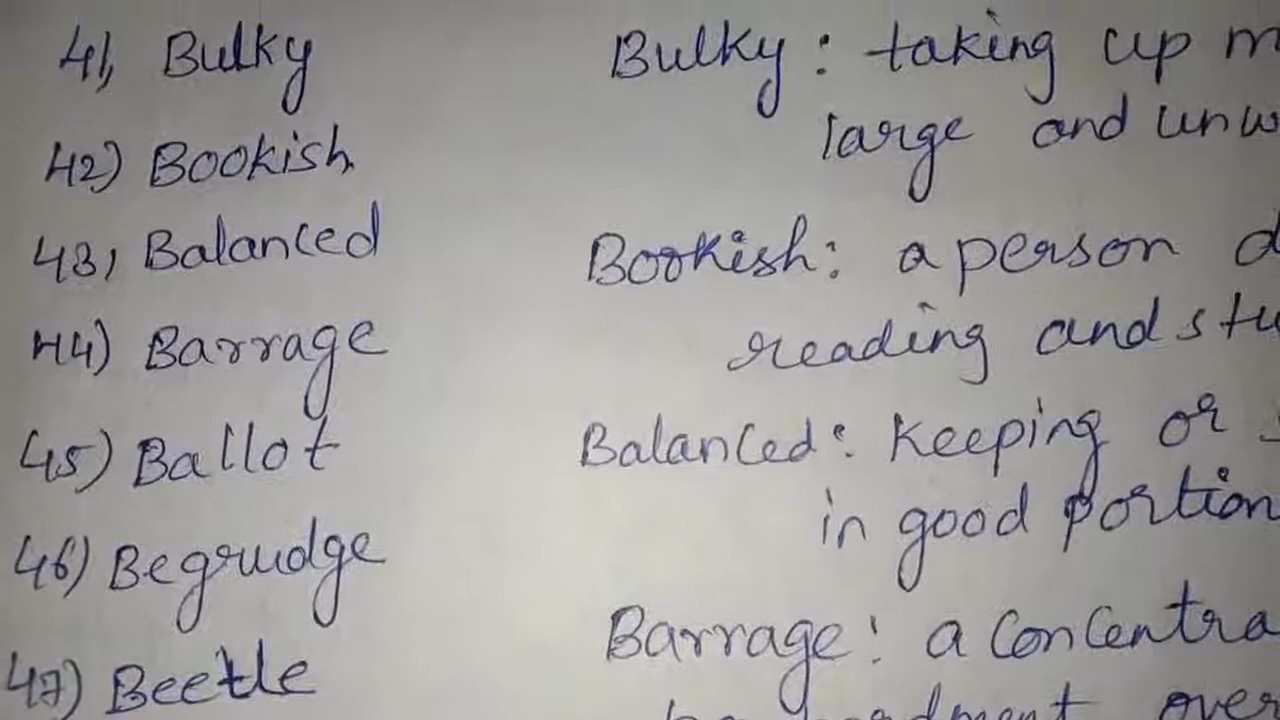 41, Bulky
42) Bookish
43, Balanced
44) Barrage
45) Ballot
46) Begrudge
47) Beetle
Bulky: taking up
large and
Bookish: a person
reading and
Balanced: Keeping or
in good portion
Barrage: a
over